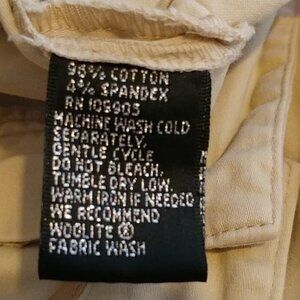 96% COTTON
4% SPANDEX
RN 108905
MACHINE WASH COLD
SEPARATELY,
GENTLE CYCLE
DO NOT BLEACH,
TUMBLE DRY LOW,
WARM IRON IF NEEDED
WE RECOMMEND
WOOLITE ®
FABRIC WASH